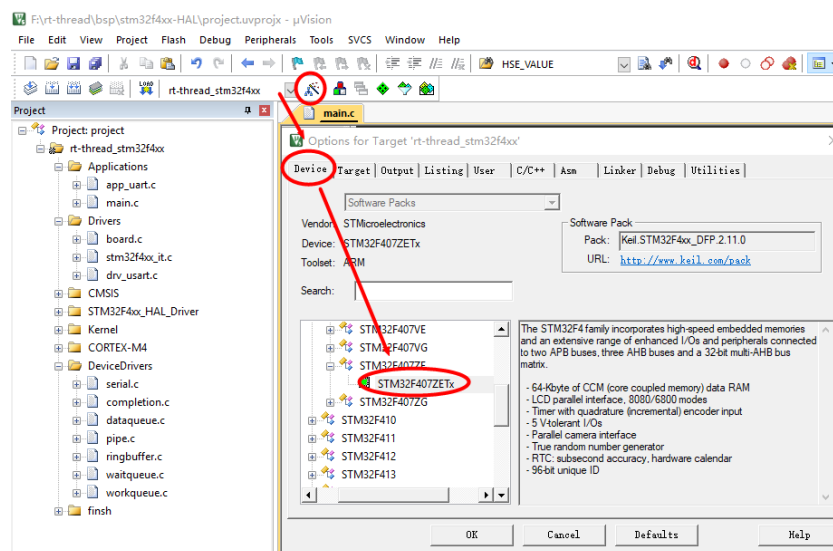 F:\rt-thread\bsp\stm32f4xx-HAL\project.uvprojx - µVision
File Edit View Project Flash Debug Peripherals Tools SVCS Window Help
HSE_VALUE
LOAD rt-thread_stm32f4xx
Project
main.c
Project: project
rt-thread_stm32f4xx
Applications
app_uart.c
main.c
Drivers
board.c
stm32f4xx_it.c
drv_usart.c
CMSIS
STM32F4xx_HAL_Driver
Kernel
CORTEX-M4
DeviceDrivers
serial.c
completion.c
dataqueue.c
pipe.c
ringbuffer.c
waitqueue.c
workqueue.c
finsh
Options for Target 'rt-thread_stm32f4xx'
Device Target Output Listing User C/C++ Asm Linker Debug Utilities
Software Packs
Vendor: STMicroelectronics
Device: STM32F407ZETx
Toolset: ARM
Search:
Software Pack
Pack: Keil.STM32F4xx_DFP.2.11.0
URL: http://www.keil.com/pack
STM32F407VE
STM32F407VG
STM32F407ZE
STM32F407ZETx
STM32F407ZG
STM32F410
STM32F411
STM32F412
STM32F413
The STM32F4 family incorporates high-speed embedded memories
and an extensive range of enhanced I/Os and peripherals connected
to two APB buses, three AHB buses and a 32-bit multi-AHB bus
matrix.
- 64-Kbyte of CCM (core coupled memory) data RAM
- LCD parallel interface, 8080/6800 modes
- Timer with quadrature (incremental) encoder input
- 5 V-tolerant I/Os
- Parallel camera interface
- True random number generator
- RTC: subsecond accuracy, hardware calendar
- 96-bit unique ID
OK Cancel Defaults Help